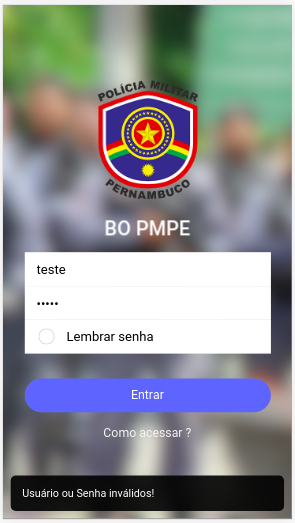 POLÍCIA MILITAR
PERNAMBUCO
BO PMPE
teste
•••••
Lembrar senha
Entrar
Como acessar ?
Usuário ou Senha inválidos!